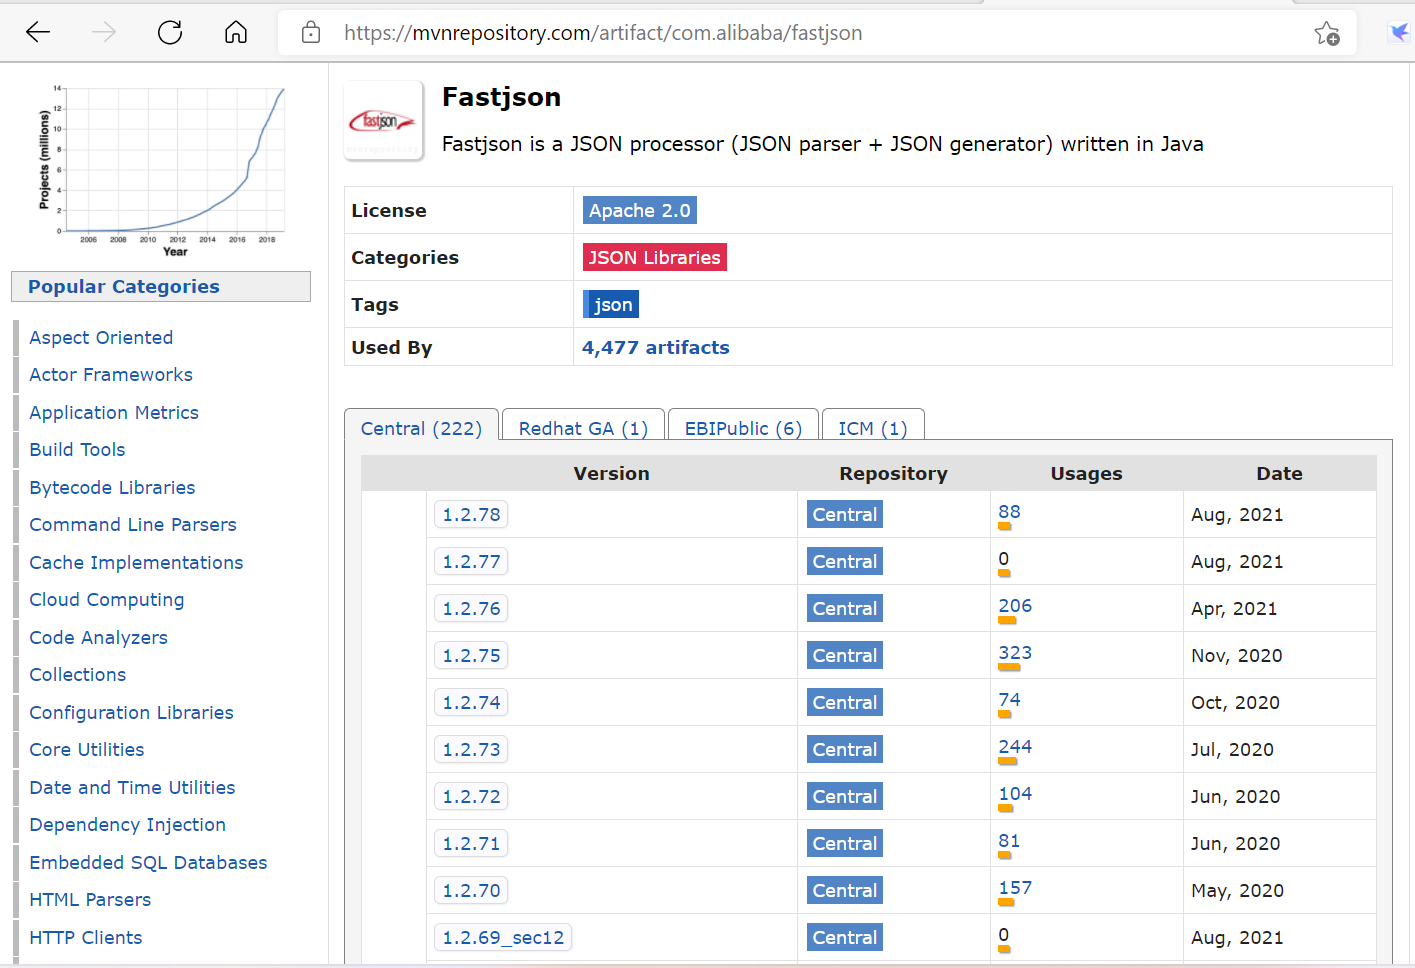 https://mvnrepository.com/artifact/com.alibaba/fastjson
14
12
10
8
6
4
2
0
Projects (millions)
2006 2008 2010 2012 2014 2016 2018
Year
Popular Categories
Aspect Oriented
Actor Frameworks
Application Metrics
Build Tools
Bytecode Libraries
Command Line Parsers
Cache Implementations
Cloud Computing
Code Analyzers
Collections
Configuration Libraries
Core Utilities
Date and Time Utilities
Dependency Injection
Embedded SQL Databases
HTML Parsers
HTTP Clients
fastjson
Fastjson
Fastjson is a JSON processor (JSON parser + JSON generator) written in Java
License Apache 2.0
Categories JSON Libraries
Tags json
Used By 4,477 artifacts
Central (222) Redhat GA (1) EBIPublic (6) ICM (1)
Version Repository Usages Date
1.2.78 Central 88 Aug, 2021
1.2.77 Central 0 Aug, 2021
1.2.76 Central 206 Apr, 2021
1.2.75 Central 323 Nov, 2020
1.2.74 Central 74 Oct, 2020
1.2.73 Central 244 Jul, 2020
1.2.72 Central 104 Jun, 2020
1.2.71 Central 81 Jun, 2020
1.2.70 Central 157 May, 2020
1.2.69_sec12 Central 0 Aug, 2021